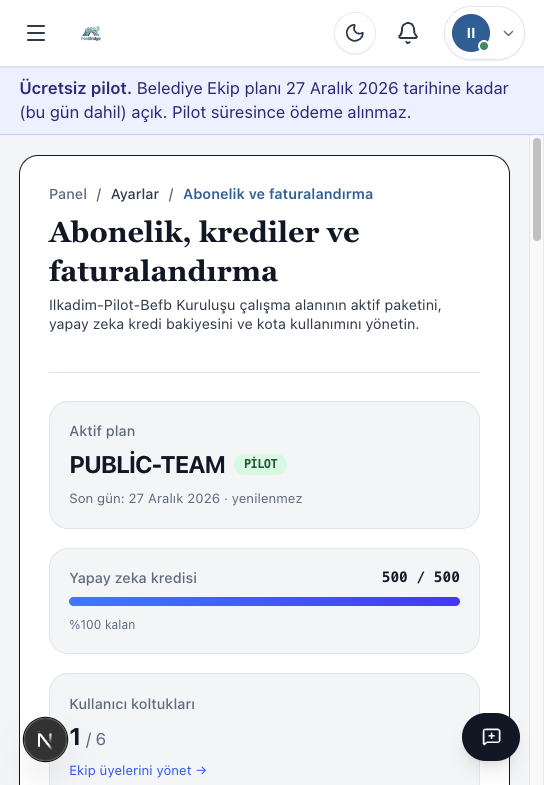 II
Ücretsiz pilot. Belediye Ekip planı 27 Aralık 2026 tarihine kadar
(bu gün dahil) açık. Pilot süresince ödeme alınmaz.
Panel / Ayarlar / Abonelik ve faturalandırma
Abonelik, krediler ve
faturalandırma
Ilkadim-Pilot-Befb Kuruluşu çalışma alanının aktif paketini,
yapay zeka kredi bakiyesini ve kota kullanımını yönetin.
Aktif plan
PUBLİC-TEAM PİLOT
Son gün: 27 Aralık 2026 · yenilenmez
Yapay zeka kredisi 500 / 500
%100 kalan
Kullanıcı koltukları
1 / 6
N
Ekip üyelerini yönet →